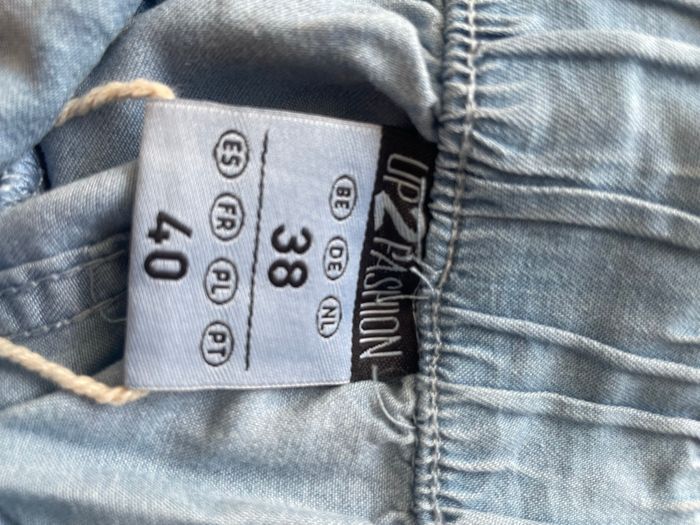 UP2FASHION
BE DE NL
38
ES FR PL PT
40